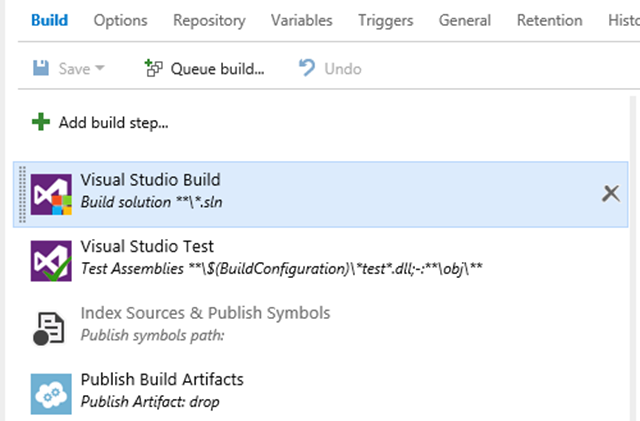 Build Options Repository Variables Triggers General Retention Histo
Save Queue build... Undo
Add build step...
Visual Studio Build
Build solution **\*.sln
Visual Studio Test
Test Assemblies **\$(BuildConfiguration)\*test*.dll;-:**\obj\**
Index Sources & Publish Symbols
Publish symbols path:
Publish Build Artifacts
Publish Artifact: drop